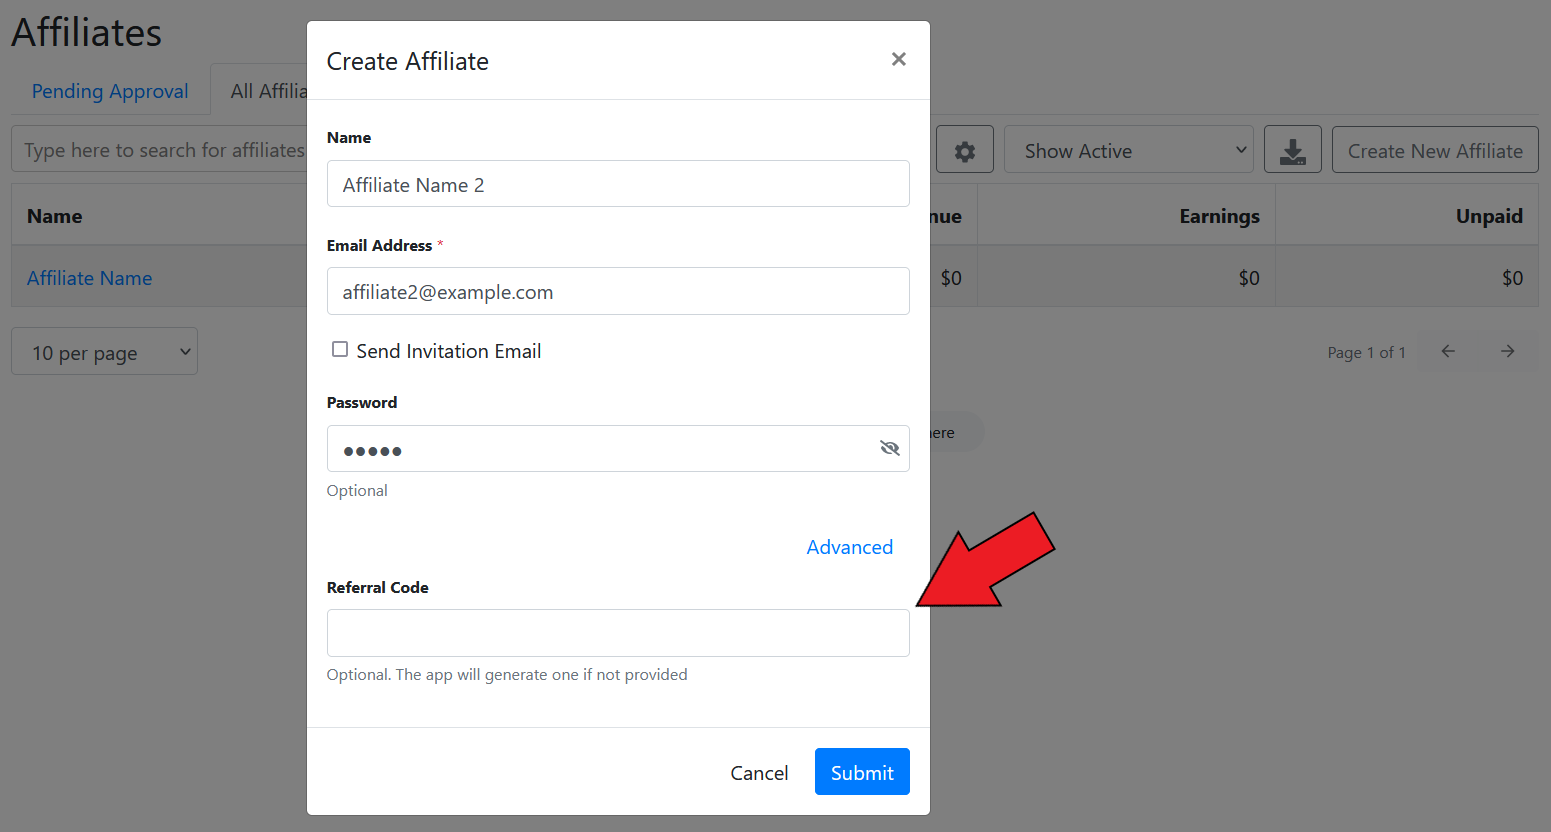 Affiliates
Pending Approval
All Affilia
Type here to search for affiliates
Show Active
Create New Affiliate
Name
nue
Earnings
Unpaid
Affiliate Name
$0
$0
$0
10 per page
Page 1 of 1
here
Create Affiliate
Name
Affiliate Name 2
Email Address *
affiliate2@example.com
Send Invitation Email
Password
Optional
Advanced
Referral Code
Optional. The app will generate one if not provided
Cancel
Submit